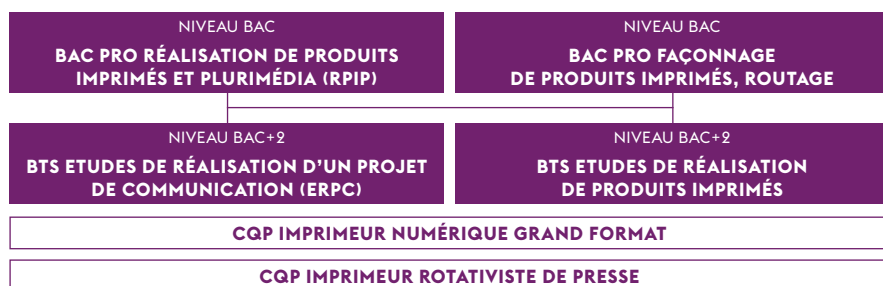 NIVEAU BAC
BAC PRO RÉALISATION DE PRODUITS
IMPRIMÉS ET PLURIMÉDIA (RPIP)
NIVEAU BAC
BAC PRO FAÇONNAGE
DE PRODUITS IMPRIMÉS, ROUTAGE
NIVEAU BAC+2
BTS ETUDES DE RÉALISATION D'UN PROJET
DE COMMUNICATION (ERPC)
NIVEAU BAC+2
BTS ETUDES DE RÉALISATION
DE PRODUITS IMPRIMÉS
CQP IMPRIMEUR NUMÉRIQUE GRAND FORMAT
CQP IMPRIMEUR ROTATIVISTE DE PRESSE